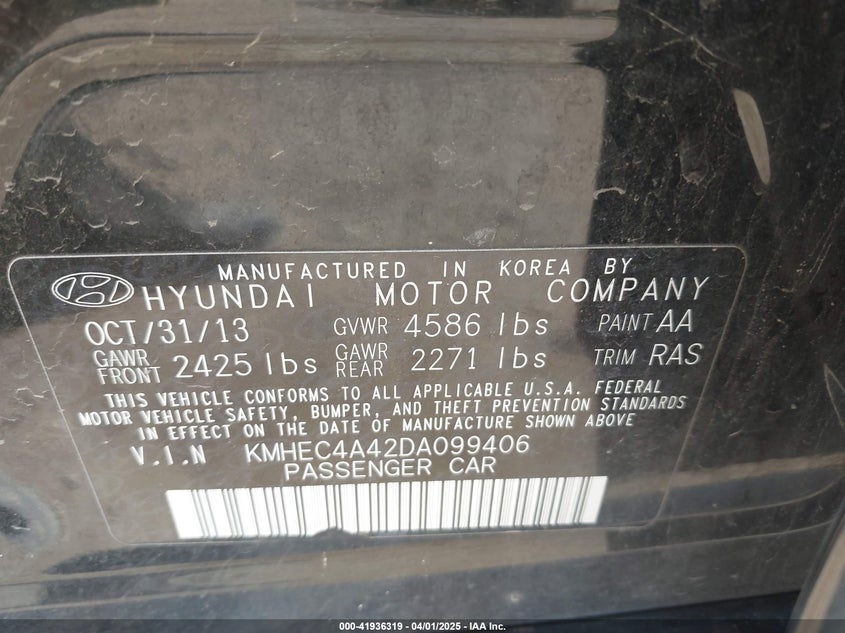 MANUFACTURED IN KOREA BY
HYUNDAI MOTOR COMPANY
OCT/31/13 GVWR 4586 lbs PAINT AA
GAWR FRONT 2425 lbs GAWR REAR 2271 lbs TRIM RAS
THIS VEHICLE CONFORMS TO ALL APPLICABLE U.S.A. FEDERAL
MOTOR VEHICLE SAFETY, BUMPER, AND THEFT PREVENTION STANDARDS
IN EFFECT ON THE DATE OF MANUFACTURE SHOWN ABOVE
V.I.N KMHEC4A42DA099406
PASSENGER CAR
000-41936319 - 04/01/2025 - IAA Inc.